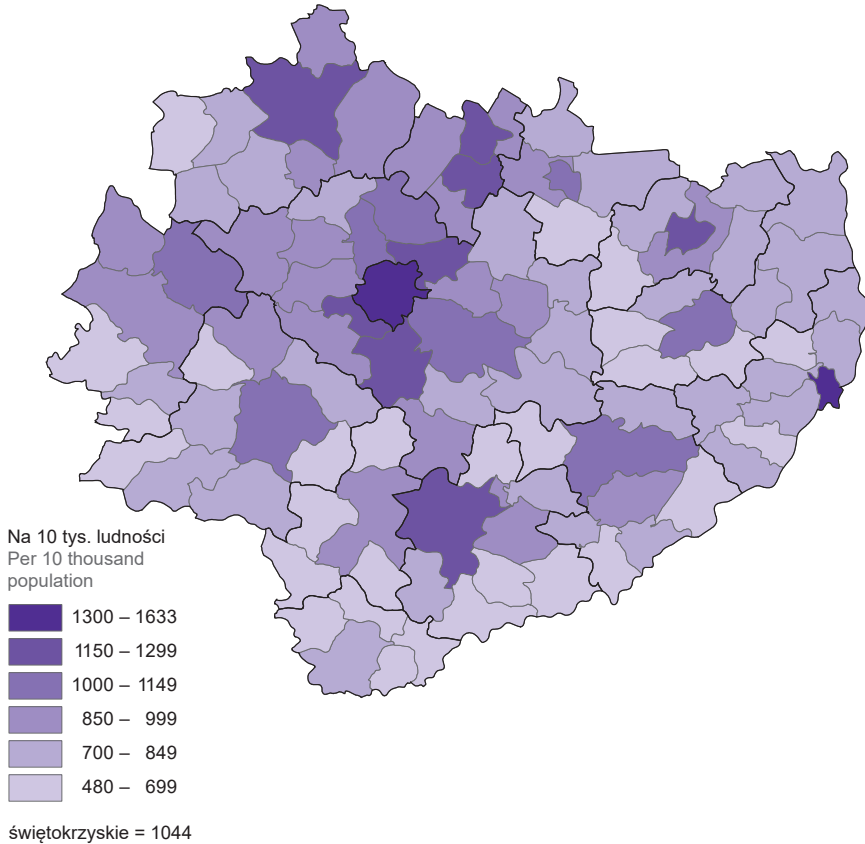 Na 10 tys. ludności
Per 10 thousand
population
1300 – 1633
1150 – 1299
1000 – 1149
850 – 999
700 – 849
480 – 699
świętokrzyskie = 1044